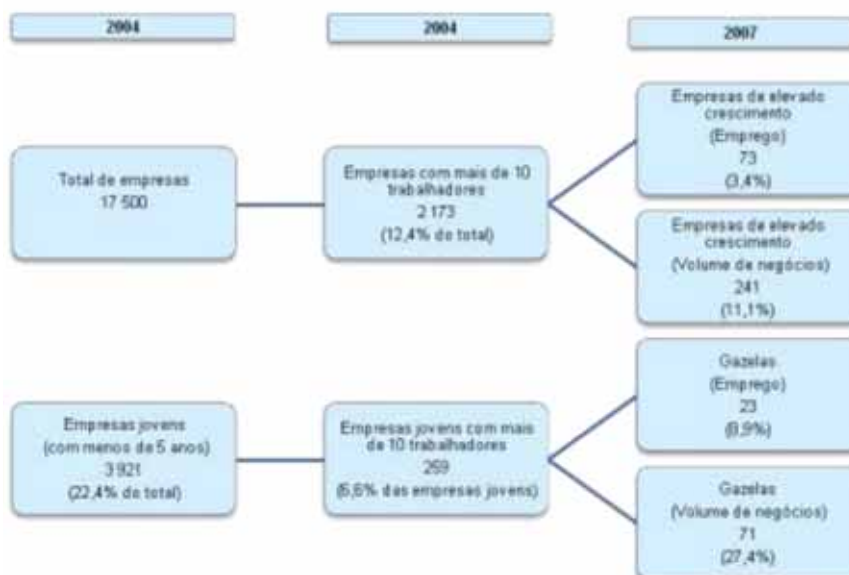 2004
2004
2007
Total de empresas
17 500
Empresas com mais de 10
trabalhadores
2 173
(12,4% do total)
Empresas de elevado
crescimento
(Emprego)
73
(3,4%)
Empresas de elevado
crescimento
(Volume de negócios)
241
(11,1%)
Empresas jovens
(com menos de 5 anos)
3 921
(22,4% do total)
Empresas jovens com mais
de 10 trabalhadores
259
(6,6% das empresas jovens)
Gazelas
(Emprego)
23
(8,9%)
Gazelas
(Volume de negócios)
71
(27,4%)